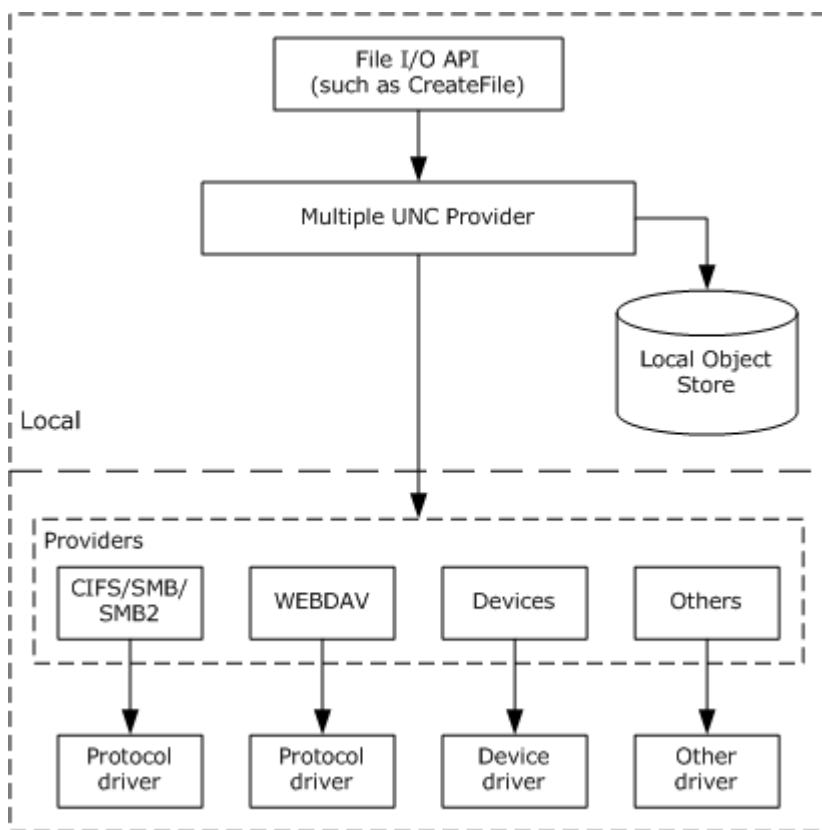 File I/O API
(such as CreateFile)
Multiple UNC Provider
Local Object
Store
Local
Providers
CIFS/SMB/
SMB2
WEBDAV
Devices
Others
Protocol
driver
Protocol
driver
Device
driver
Other
driver